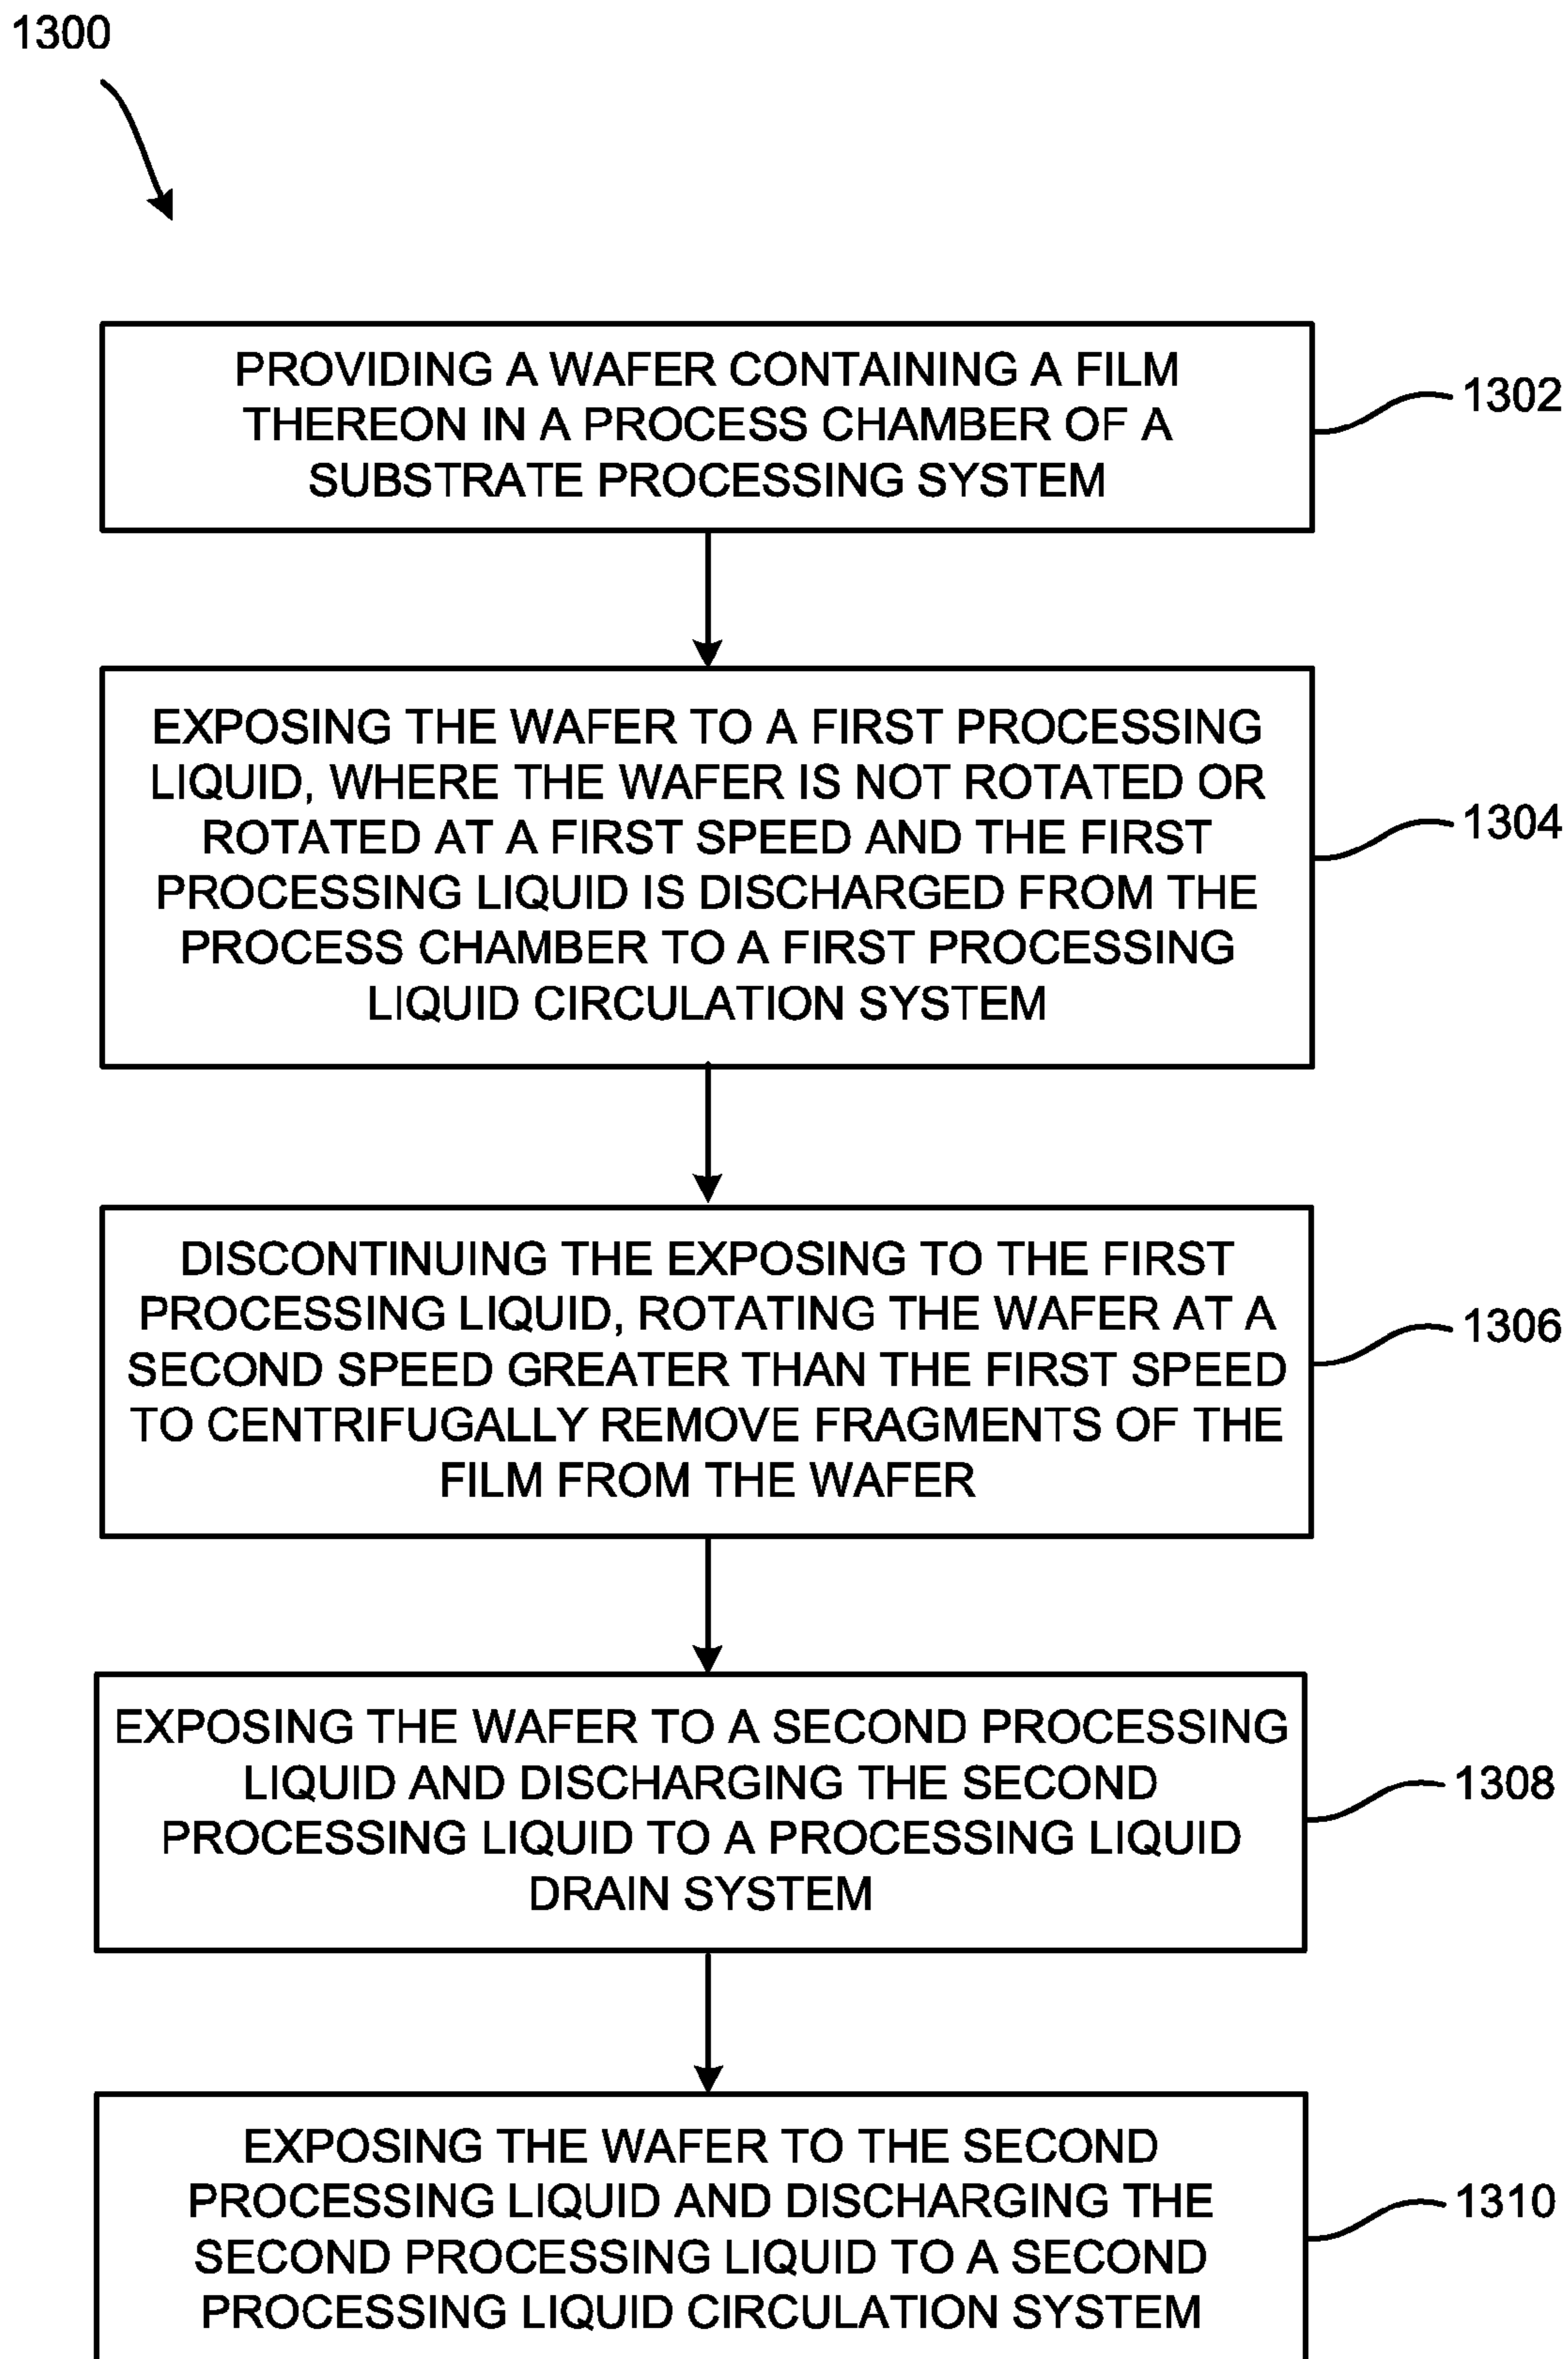 1300
PROVIDING A WAFER CONTAINING A FILM
THEREON IN A PROCESS CHAMBER OF A
SUBSTRATE PROCESSING SYSTEM
1302
EXPOSING THE WAFER TO A FIRST PROCESSING
LIQUID, WHERE THE WAFER IS NOT ROTATED OR
ROTATED AT A FIRST SPEED AND THE FIRST
PROCESSING LIQUID IS DISCHARGED FROM THE
PROCESS CHAMBER TO A FIRST PROCESSING
LIQUID CIRCULATION SYSTEM
1304
DISCONTINUING THE EXPOSING TO THE FIRST
PROCESSING LIQUID, ROTATING THE WAFER AT A
SECOND SPEED GREATER THAN THE FIRST SPEED
TO CENTRIFUGALLY REMOVE FRAGMENTS OF THE
FILM FROM THE WAFER
1306
EXPOSING THE WAFER TO A SECOND PROCESSING
LIQUID AND DISCHARGING THE SECOND
PROCESSING LIQUID TO A PROCESSING LIQUID
DRAIN SYSTEM
1308
EXPOSING THE WAFER TO THE SECOND
PROCESSING LIQUID AND DISCHARGING THE
SECOND PROCESSING LIQUID TO A SECOND
PROCESSING LIQUID CIRCULATION SYSTEM
1310